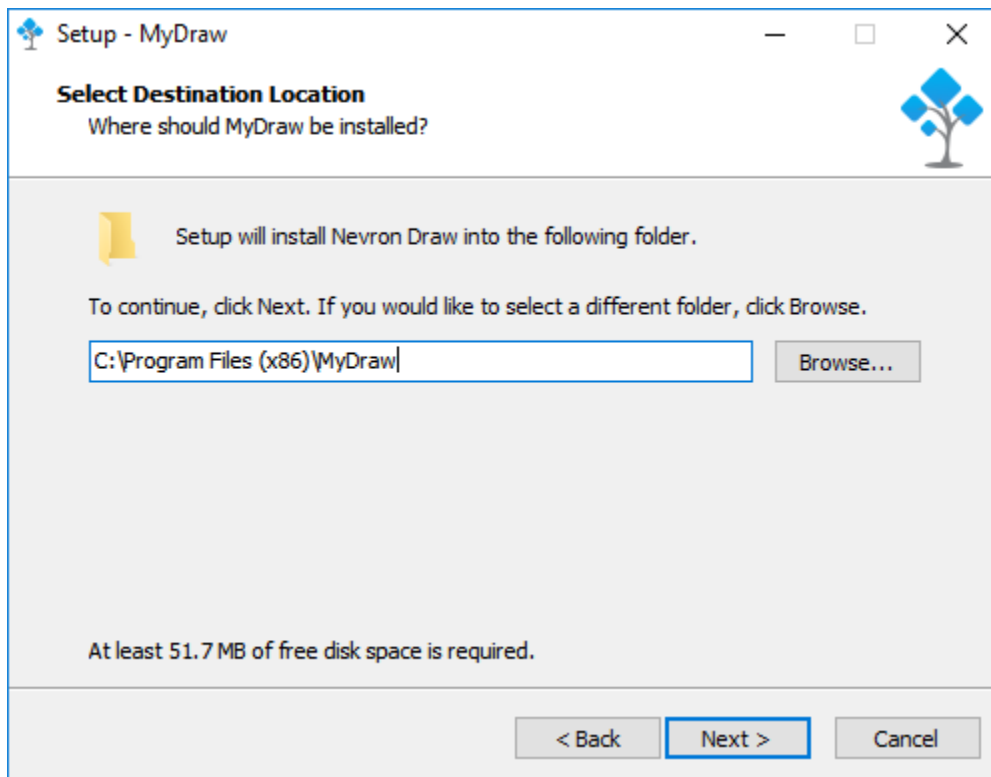 Setup - MyDraw
Select Destination Location
Where should MyDraw be installed?
Setup will install Nevron Draw into the following folder.
To continue, click Next. If you would like to select a different folder, click Browse.
C:\Program Files (x86)\MyDraw
Browse...
At least 51.7 MB of free disk space is required.
< Back
Next >
Cancel